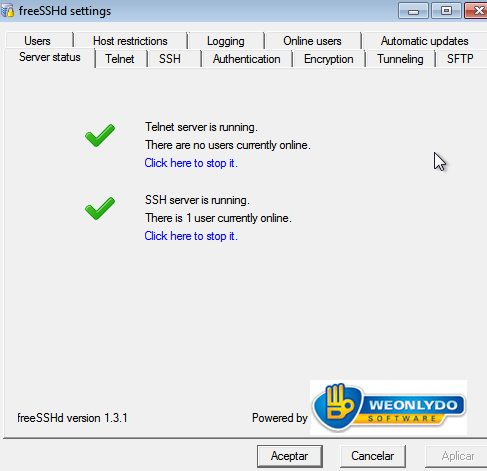 freeSSHd settings
Users Host restrictions Logging Online users Automatic updates
Server status Telnet SSH Authentication Encryption Tunneling SFTP
Telnet server is running.
There are no users currently online.
Click here to stop it.
SSH server is running.
There is 1 user currently online.
Click here to stop it.
freeSSHd version 1.3.1 Powered by WEONLYDO
SOFTWARE
Aceptar Cancelar Aplicar